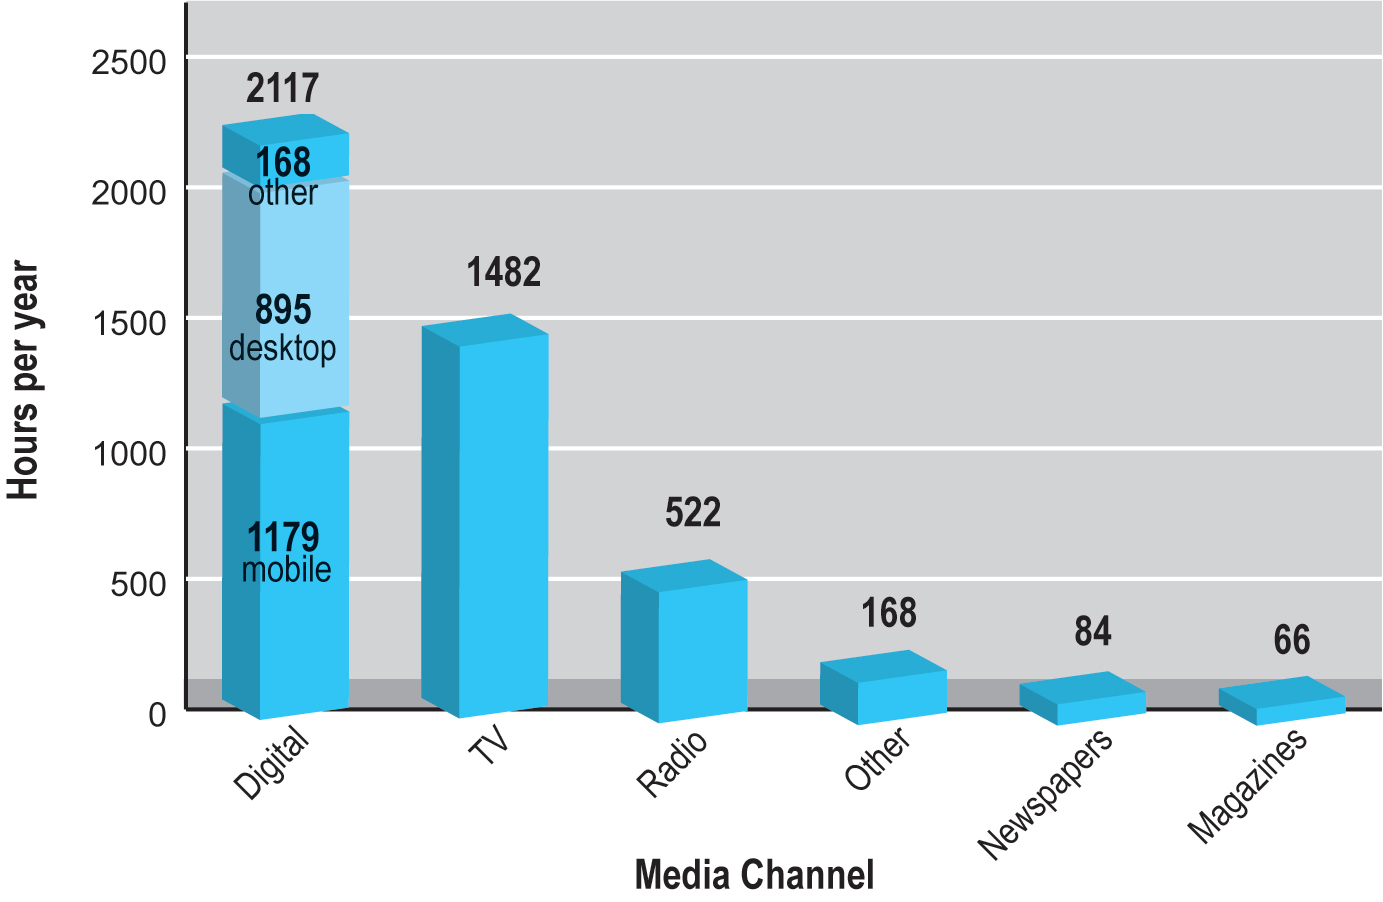 Hours per year
2500
2000
1500
1000
500
0
2117
168
other
895
desktop
1179
mobile
1482
522
168
84
66
Digital
TV
Radio
Other
Newspapers
Magazines
Media Channel